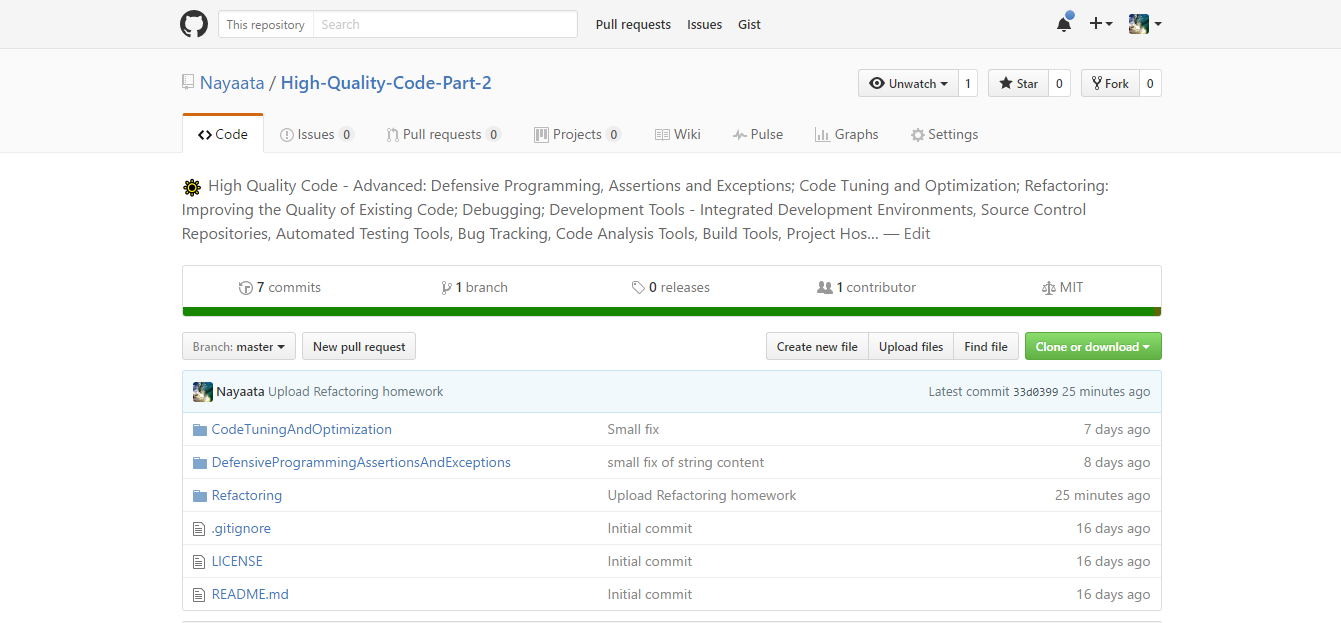 This repository Search Pull requests Issues Gist
Nayaata / High-Quality-Code-Part-2 Unwatch 1 Star 0 Fork 0
Code Issues 0 Pull requests 0 Projects 0 Wiki Pulse Graphs Settings
High Quality Code - Advanced: Defensive Programming, Assertions and Exceptions; Code Tuning and Optimization; Refactoring:
Improving the Quality of Existing Code; Debugging; Development Tools - Integrated Development Environments, Source Control
Repositories, Automated Testing Tools, Bug Tracking, Code Analysis Tools, Build Tools, Project Hos... — Edit
7 commits 1 branch 0 releases 1 contributor MIT
Branch: master New pull request Create new file Upload files Find file Clone or download
Nayaata Upload Refactoring homework Latest commit 33d0399 25 minutes ago
CodeTuningAndOptimization Small fix 7 days ago
DefensiveProgrammingAssertionsAndExceptions small fix of string content 8 days ago
Refactoring Upload Refactoring homework 25 minutes ago
.gitignore Initial commit 16 days ago
LICENSE Initial commit 16 days ago
README.md Initial commit 16 days ago